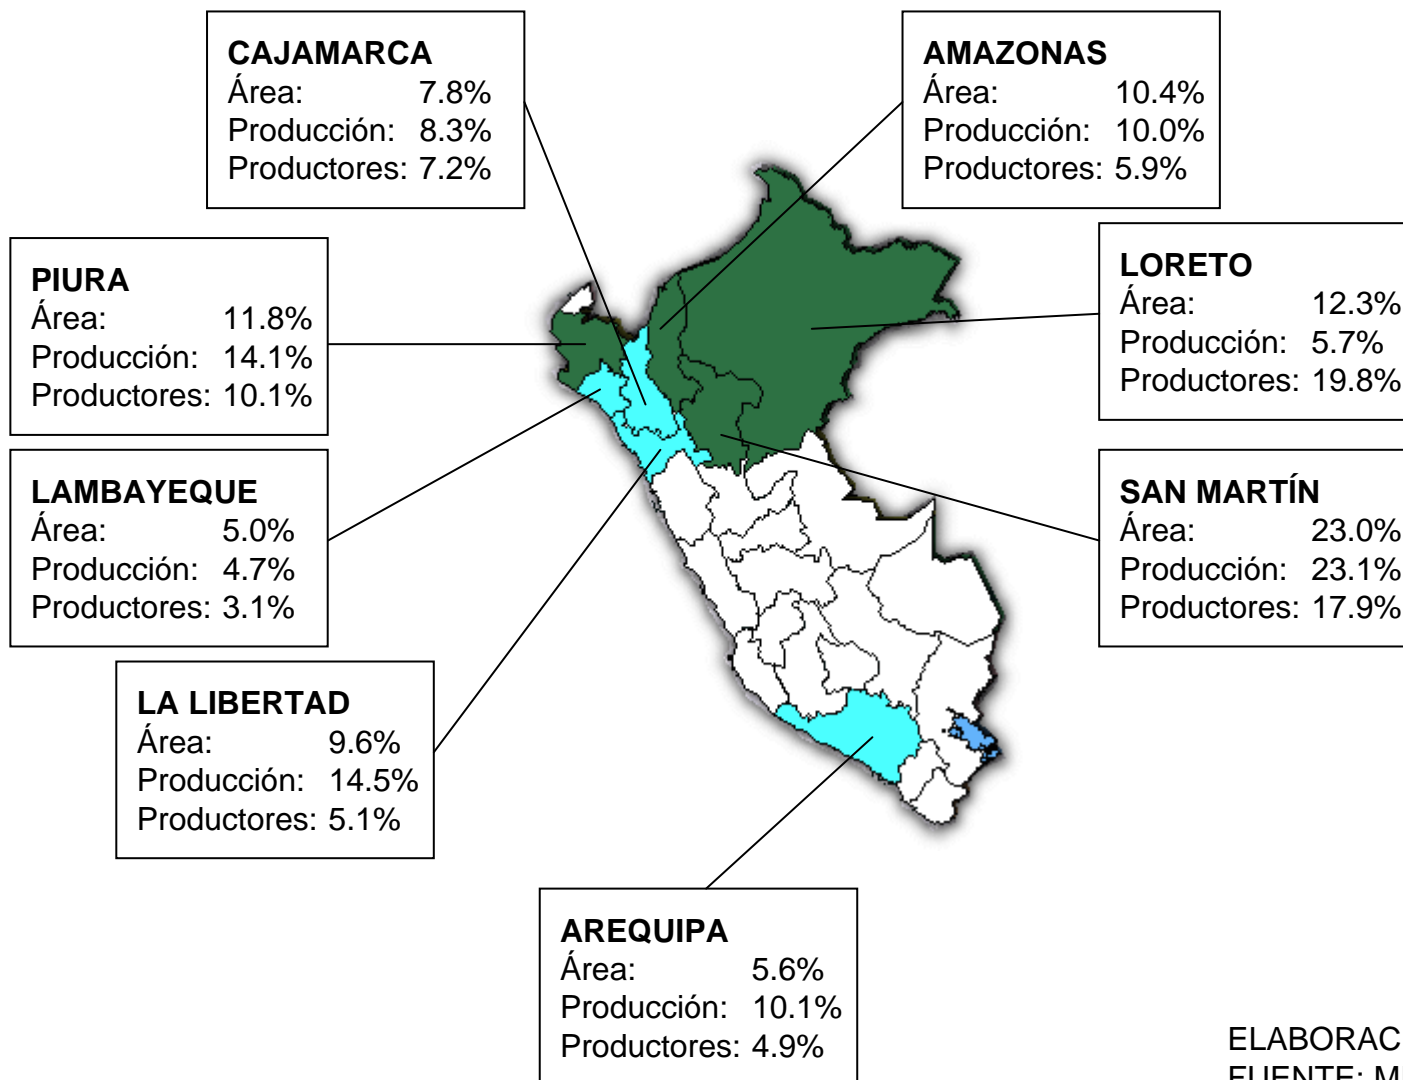 CAJAMARCA
Área: 7.8%
Producción: 8.3%
Productores: 7.2%
AMAZONAS
Área: 10.4%
Producción: 10.0%
Productores: 5.9%
PIURA
Área: 11.8%
Producción: 14.1%
Productores: 10.1%
LORETO
Área: 12.3%
Producción: 5.7%
Productores: 19.8%
LAMBAYEQUE
Área: 5.0%
Producción: 4.7%
Productores: 3.1%
SAN MARTÍN
Área: 23.0%
Producción: 23.1%
Productores: 17.9%
LA LIBERTAD
Área: 9.6%
Producción: 14.5%
Productores: 5.1%
AREQUIPA
Área: 5.6%
Producción: 10.1%
Productores: 4.9%
ELABORAC
FUENTE: